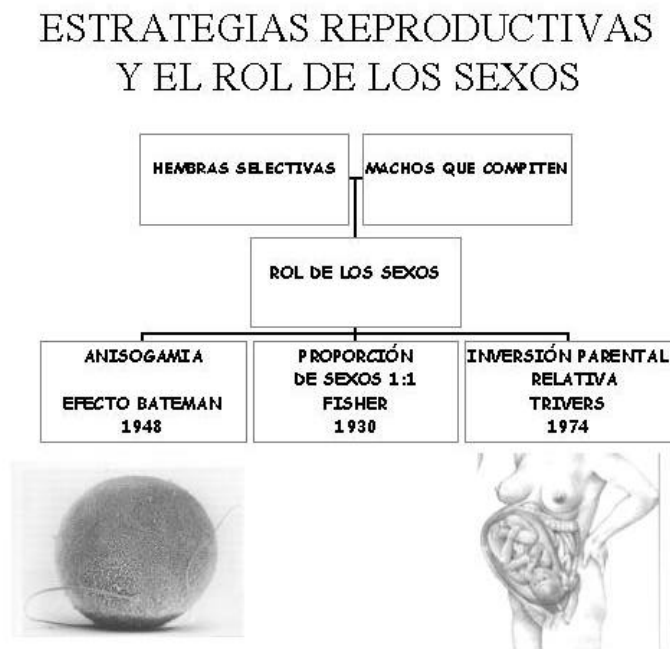 ESTRATEGIAS REPRODUCTIVAS
Y EL ROL DE LOS SEXOS
HEMBRAS SELECTIVAS
MACHOS QUE COMPITEN
ROL DE LOS SEXOS
ANISOGAMIA
EFECTO BATEMAN
1948
PROPORCIÓN
DE SEXOS 1:1
FISHER
1930
INVERSIÓN PARENTAL
RELATIVA
TRIVERS
1974